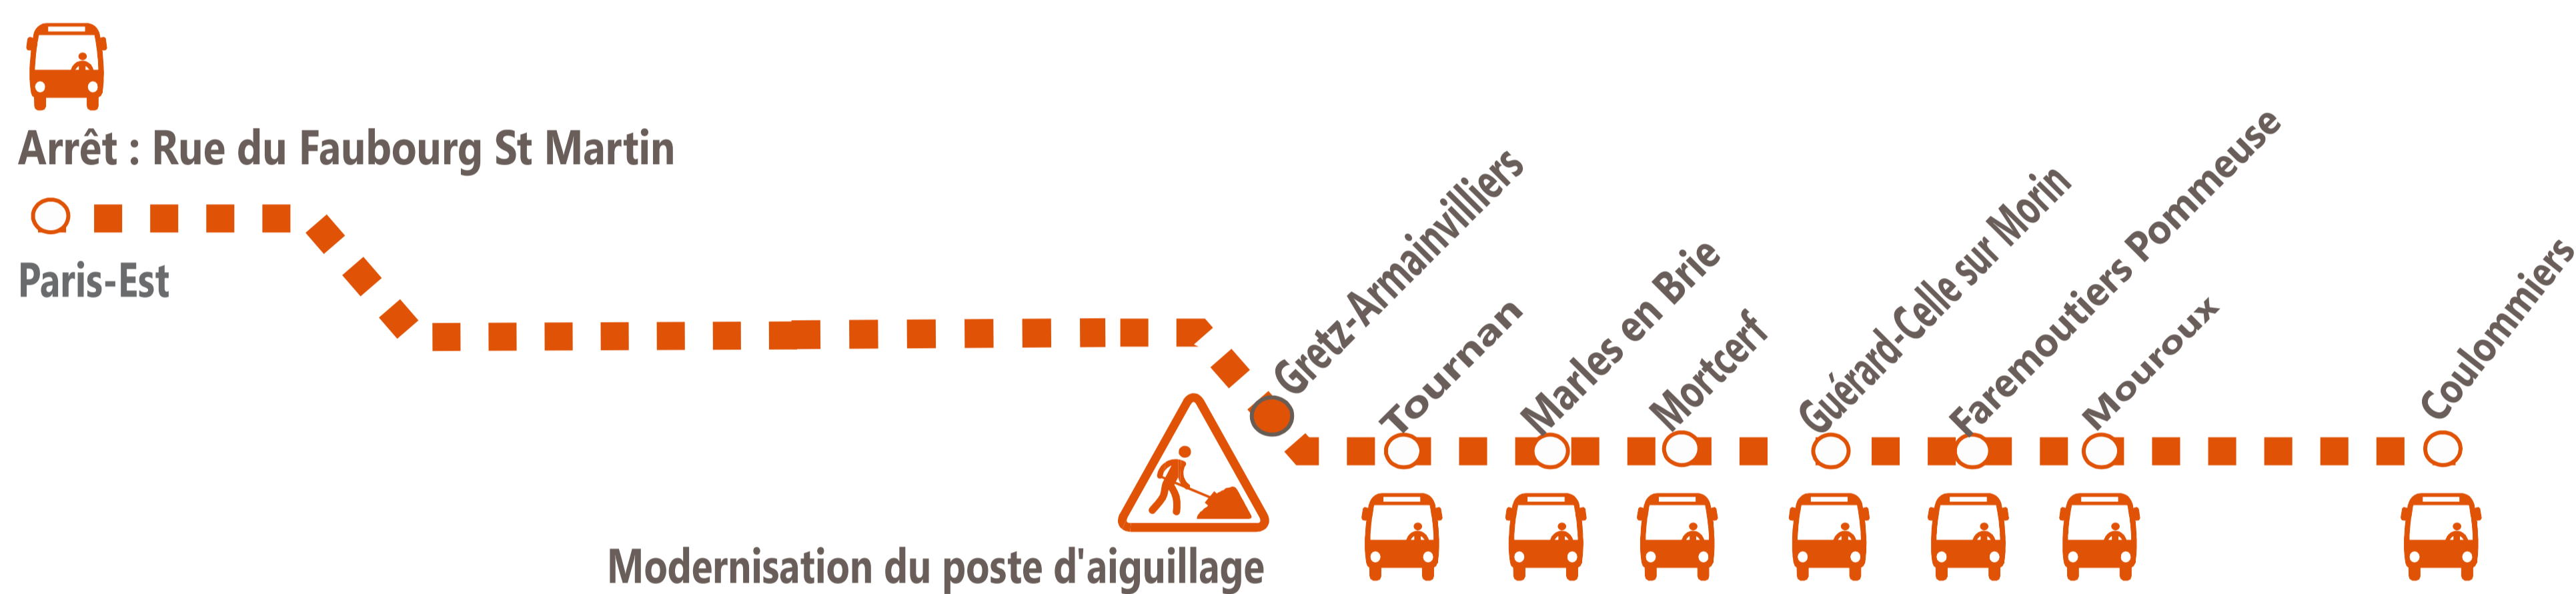 Arrêt : Rue du Faubourg St Martin
Paris-Est
Gretz-Armainvilliers
Tournan
Marles en Brie
Mortcerf
Guérard-Celle sur Morin
Faremoutiers Pommeuse
Mouroux
Coulommiers
Modernisation du poste d'aiguillage